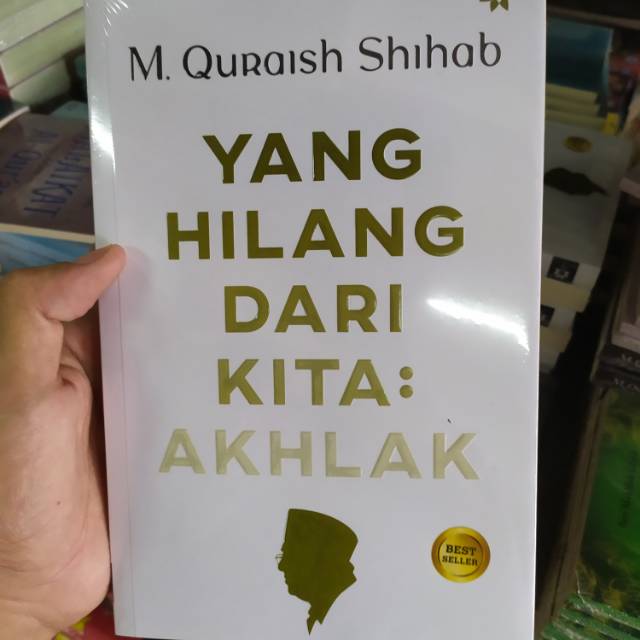 M. Quraish Shihab
YANG
HILANG
DARI
KITA:
AKHLAK
BEST
SELLER